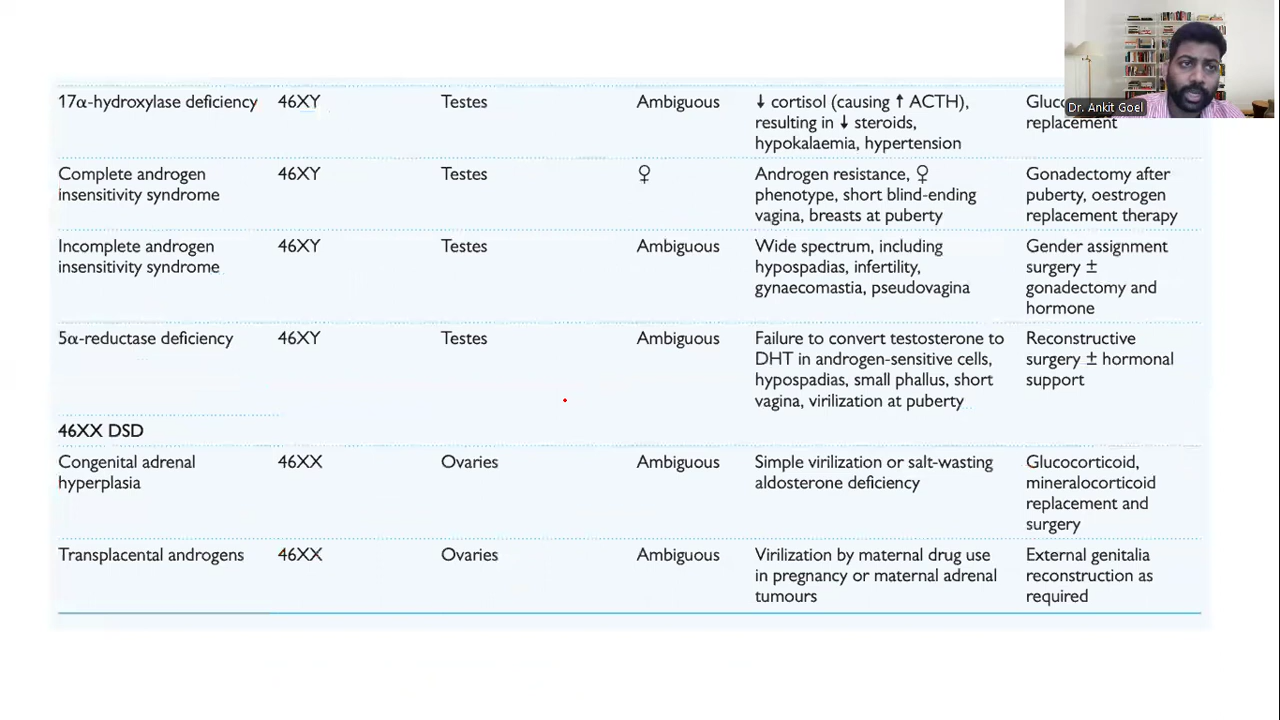 Dr. Ankit Goel
17α-hydroxylase deficiency 46XY Testes Ambiguous ↓ cortisol (causing ↑ ACTH),
resulting in ↓ steroids, replacement
hypokalaemia, hypertension
Complete androgen 46XY Testes ♀ Androgen resistance, ♀ Gonadectomy after
insensitivity syndrome phenotype, short blind-ending puberty, oestrogen
vagina, breasts at puberty replacement therapy
Incomplete androgen 46XY Testes Ambiguous Wide spectrum, including Gender assignment
insensitivity syndrome hypospadias, infertility, surgery ±
gynaecomastia, pseudovagina gonadectomy and
hormone
5α-reductase deficiency 46XY Testes Ambiguous Failure to convert testosterone to Reconstructive
DHT in androgen-sensitive cells, surgery ± hormonal
hypospadias, small phallus, short support
vagina, virilization at puberty
46XX DSD
Congenital adrenal 46XX Ovaries Ambiguous Simple virilization or salt-wasting Glucocorticoid,
hyperplasia aldosterone deficiency mineralocorticoid
replacement and
surgery
Transplacental androgens 46XX Ovaries Ambiguous Virilization by maternal drug use External genitalia
in pregnancy or maternal adrenal reconstruction as
tumours required